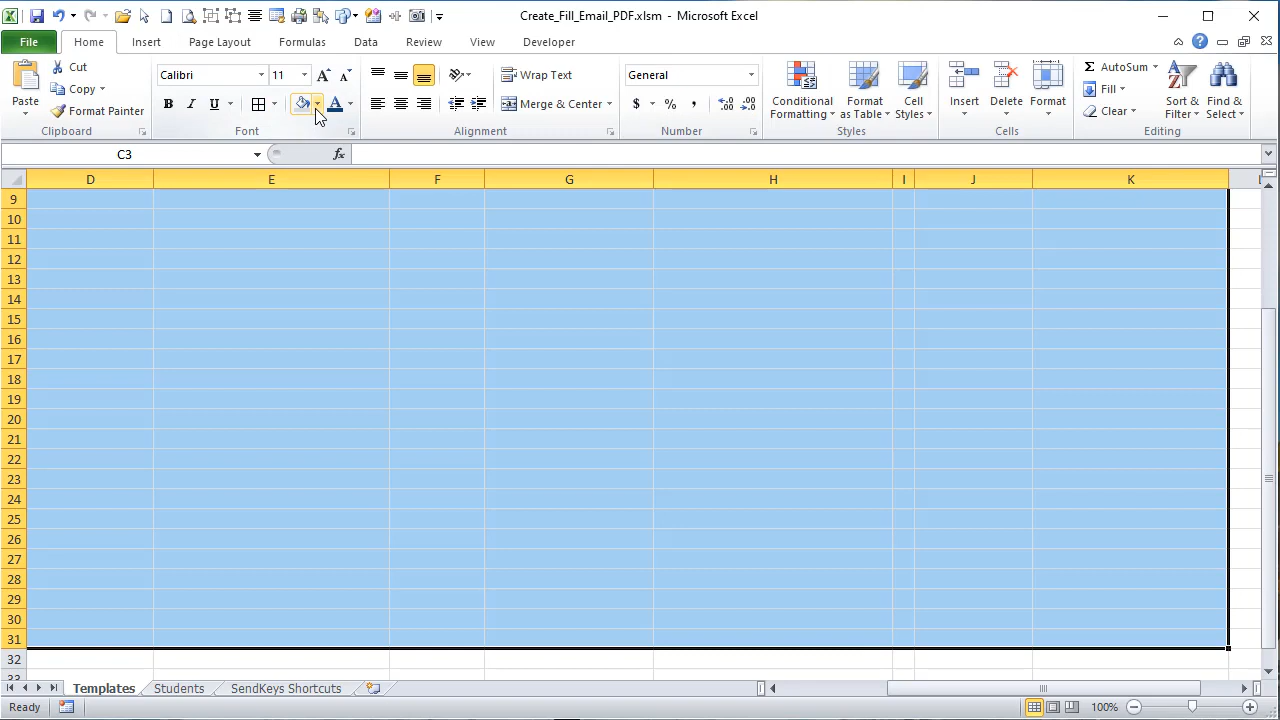 Create_Fill_Email_PDF.xlsm - Microsoft Excel
File Home Insert Page Layout Formulas Data Review View Developer
Paste
Cut
Copy
Format Painter
Clipboard
Calibri 11
B I U A
Font
Wrap Text
Merge & Center
Alignment
General
$ % ,
Number
Conditional Formatting
Format as Table
Cell Styles
Styles
Insert Delete Format
Cells
AutoSum
Fill
Clear
Sort & Filter
Find & Select
Editing
C3 fx
D E F G H I J K
9
10
11
12
13
14
15
16
17
18
19
20
21
22
23
24
25
26
27
28
29
30
31
32
33
Templates Students SendKeys Shortcuts
Ready 100%